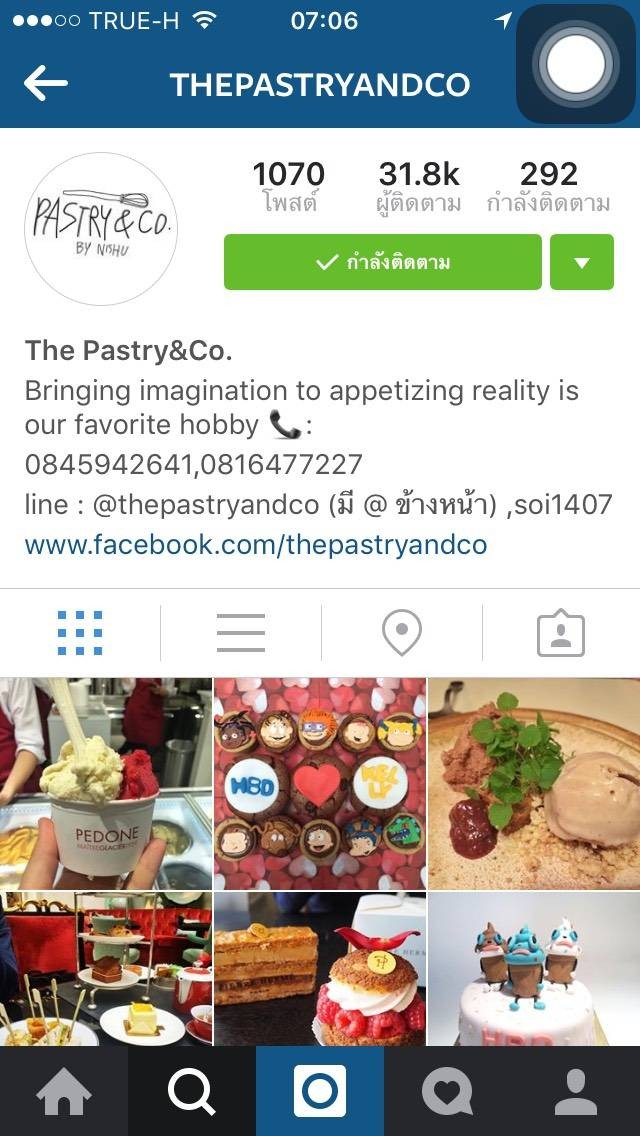 TRUE-H 07:06
THEPASTRYANDCO
PASTRY & CO.
BY NISHU
1070 31.8k 292
โพสต์ ผู้ติดตาม กำลังติดตาม
กำลังติดตาม
The Pastry&Co.
Bringing imagination to appetizing reality is
our favorite hobby 📞:
0845942641,0816477227
line : @thepastryandco (มี @ ข้างหน้า) ,soi1407
www.facebook.com/thepastryandco
PEDONE
HBD
HBD